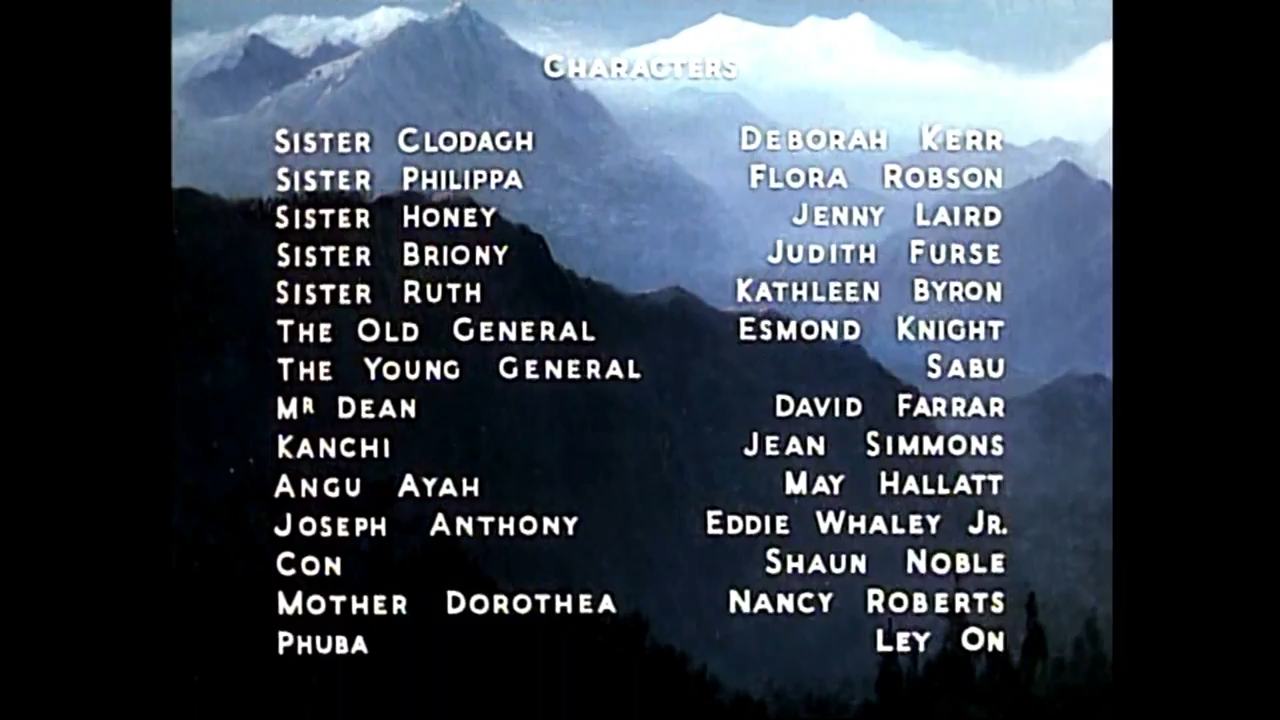 CHARACTERS
SISTER CLODAGH DEBORAH KERR
SISTER PHILIPPA FLORA ROBSON
SISTER HONEY JENNY LAIRD
SISTER BRIONY JUDITH FURSE
SISTER RUTH KATHLEEN BYRON
THE OLD GENERAL ESMOND KNIGHT
THE YOUNG GENERAL SABU
MR DEAN DAVID FARRAR
KANCHI JEAN SIMMONS
ANGU AYAH MAY HALLATT
JOSEPH ANTHONY EDDIE WHALEY JR.
CON SHAUN NOBLE
MOTHER DOROTHEA NANCY ROBERTS
PHUBA LEY ON